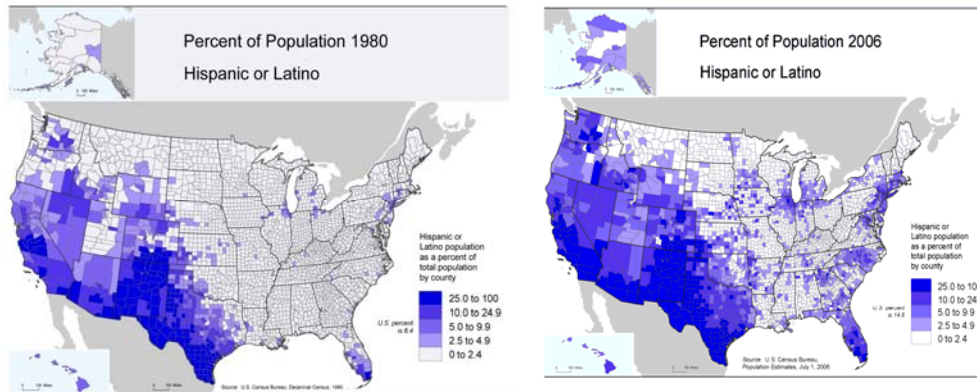 Percent of Population 1980
Hispanic or Latino
Hispanic or
Latino population
as a percent of
total population
by county
25.0 to 100
10.0 to 24.9
5.0 to 9.9
2.5 to 4.9
0 to 2.4
U.S. percent
is 6.4
Source: U.S. Census Bureau, Decennial Census, 1980
Percent of Population 2006
Hispanic or Latino
Hispanic or
Latino population
as a percent of
total population
by county
25.0 to 10
10.0 to 24.
5.0 to 9.9
2.5 to 4.9
0 to 2.4
U.S. percent
is 14.8
Source: U.S. Census Bureau,
Population Estimates, July 1, 2006